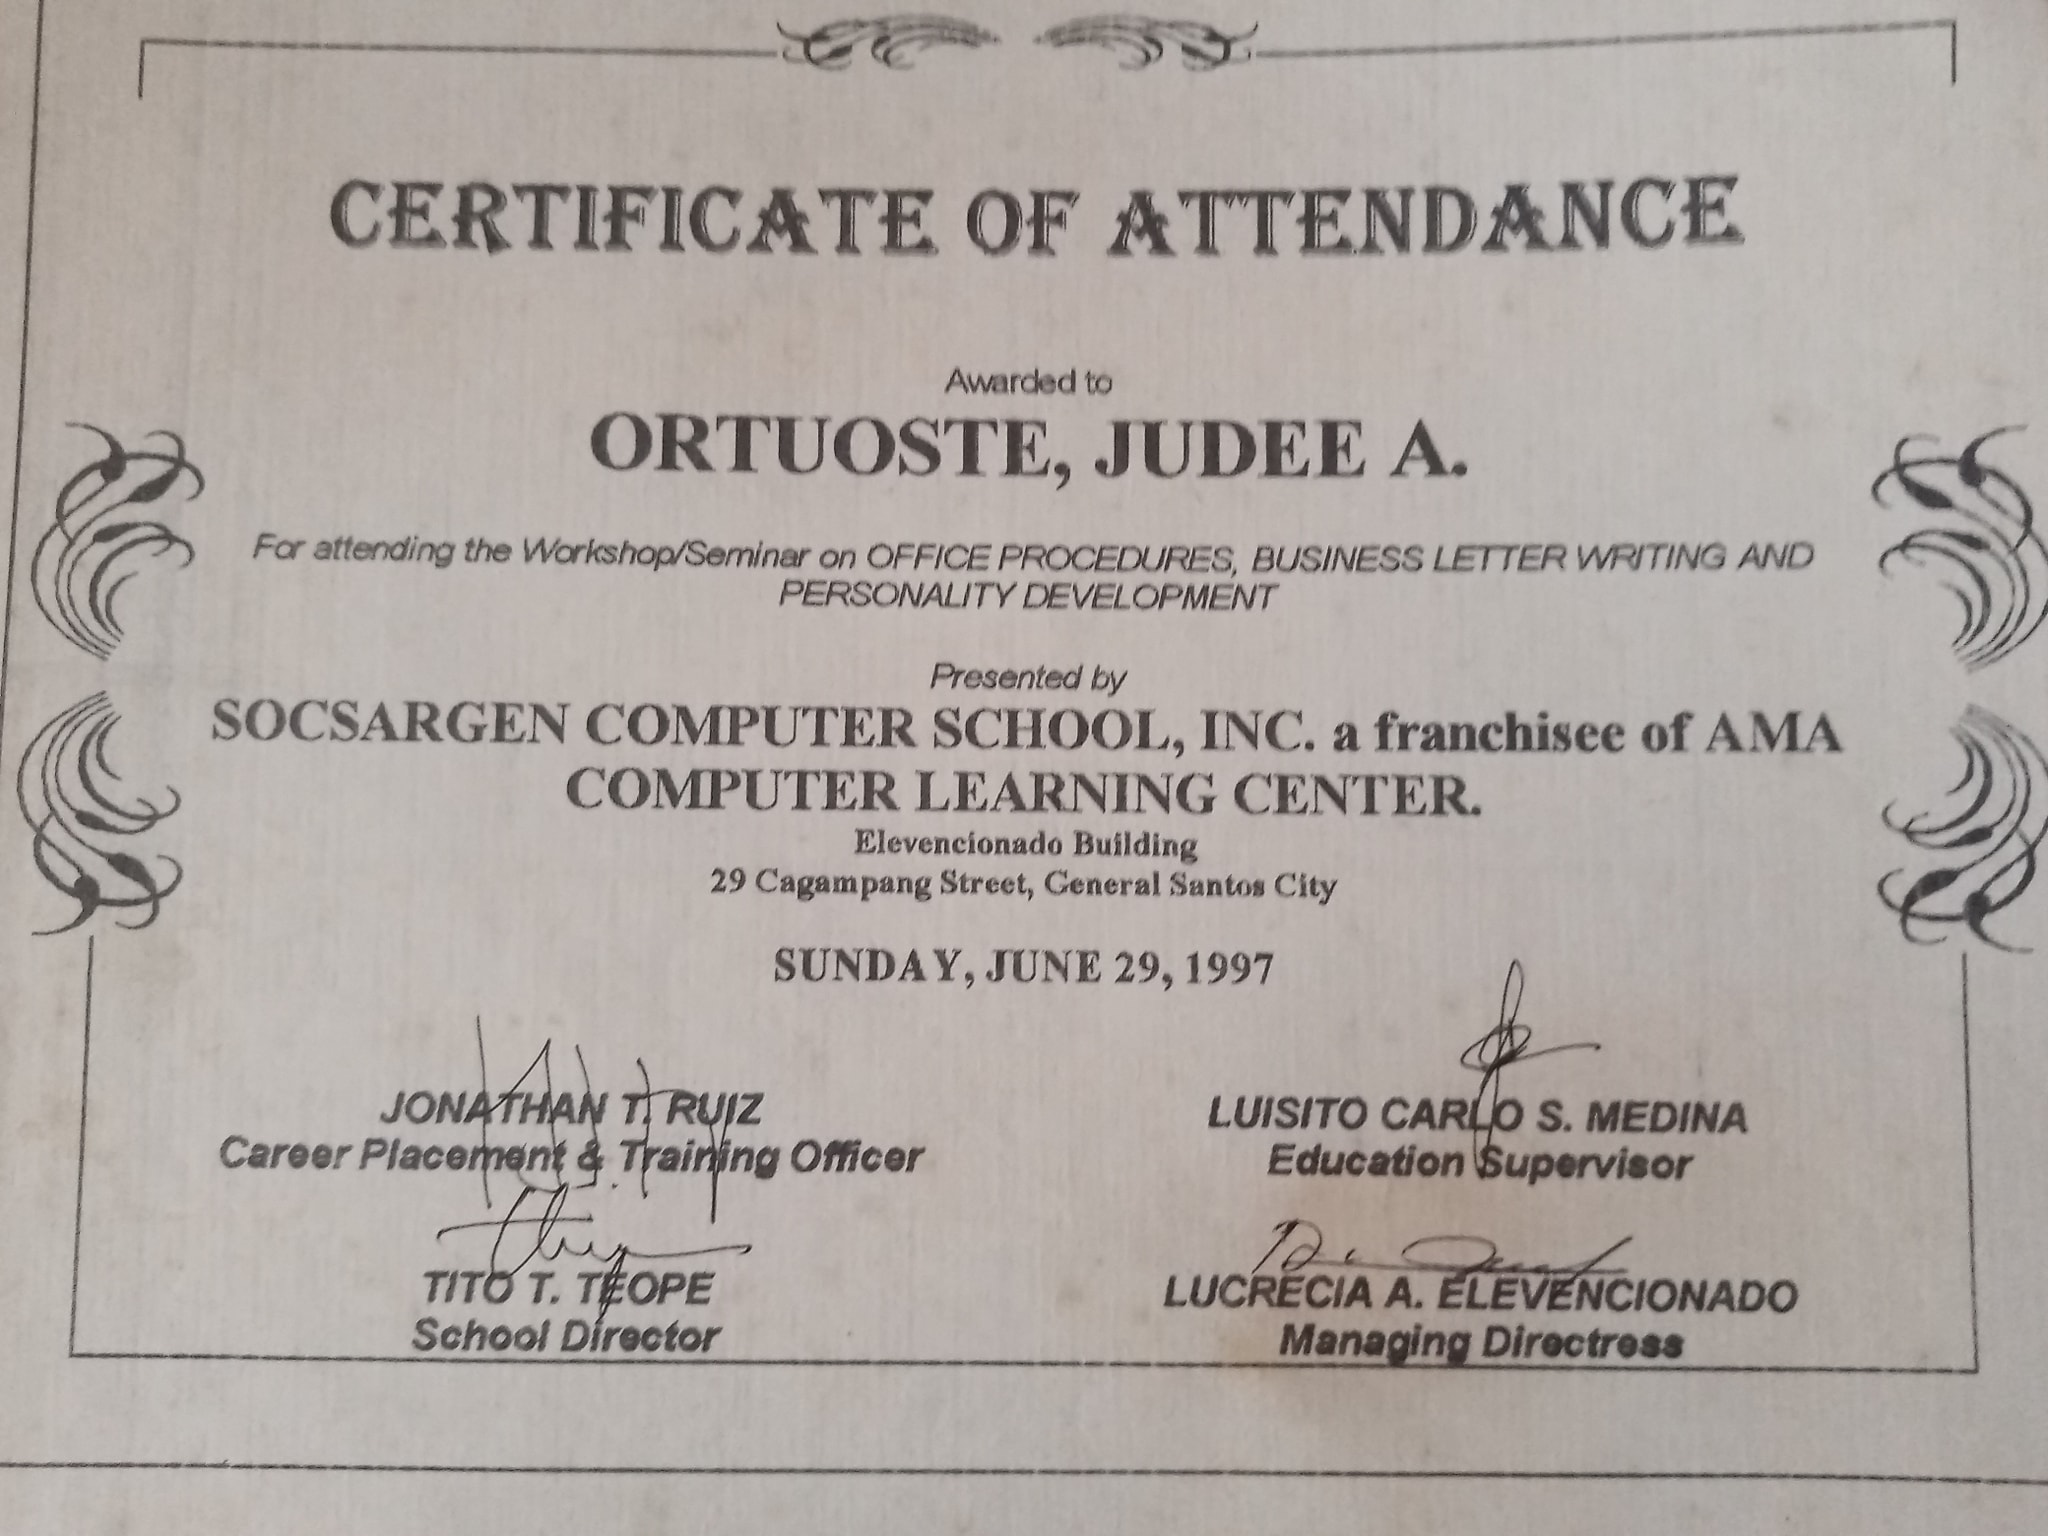 CERTIFICATE OF ATTENDANCE
Awarded to
ORTUOSTE, JUDEE A.
For attending the Workshop/Seminar on OFFICE PROCEDURES, BUSINESS LETTER WRITING AND
PERSONALITY DEVELOPMENT
Presented by
SOCSARGEN COMPUTER SCHOOL, INC. a franchisee of AMA
COMPUTER LEARNING CENTER.
Elevencionado Building
29 Cagampang Street, General Santos City
SUNDAY, JUNE 29, 1997
JONATHAN T. RUIZ
Career Placement & Training Officer
LUISITO CARLO S. MEDINA
Education Supervisor
TITO T. TEOPE
School Director
LUCRECIA A. ELEVENCIONADO
Managing Directress